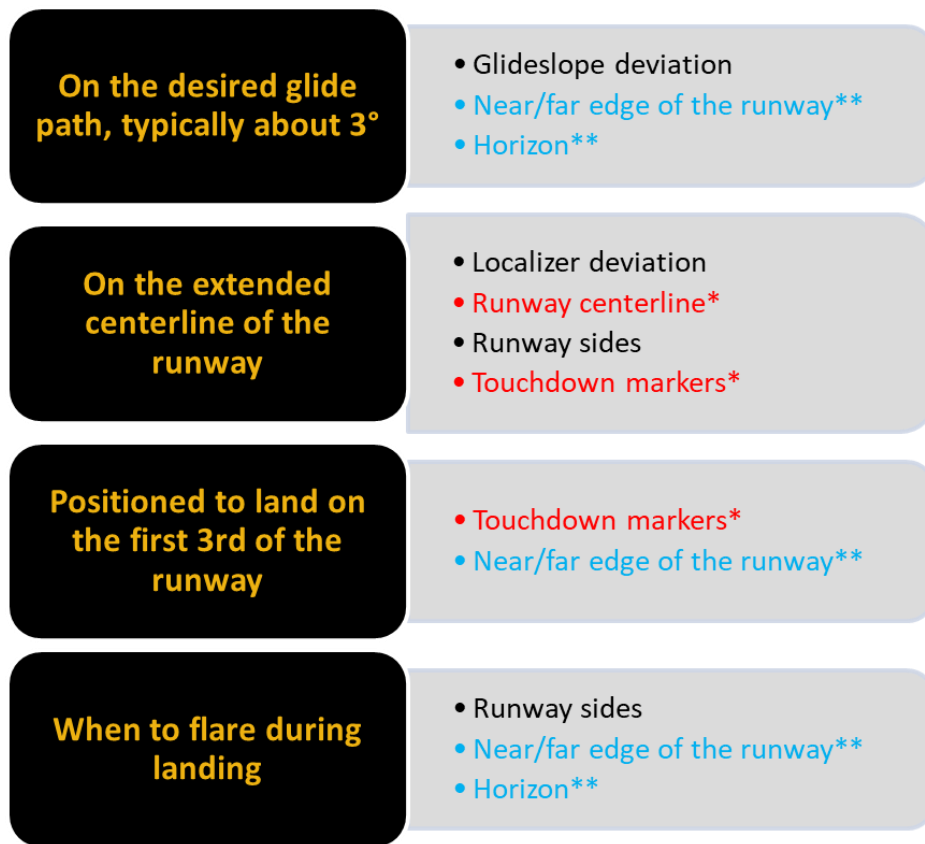 On the desired glide
path, typically about 3°
• Glideslope deviation
• Near/far edge of the runway**
• Horizon**
On the extended
centerline of the
runway
• Localizer deviation
• Runway centerline*
• Runway sides
• Touchdown markers*
Positioned to land on
the first 3rd of the
runway
• Touchdown markers*
• Near/far edge of the runway**
When to flare during
landing
• Runway sides
• Near/far edge of the runway**
• Horizon**